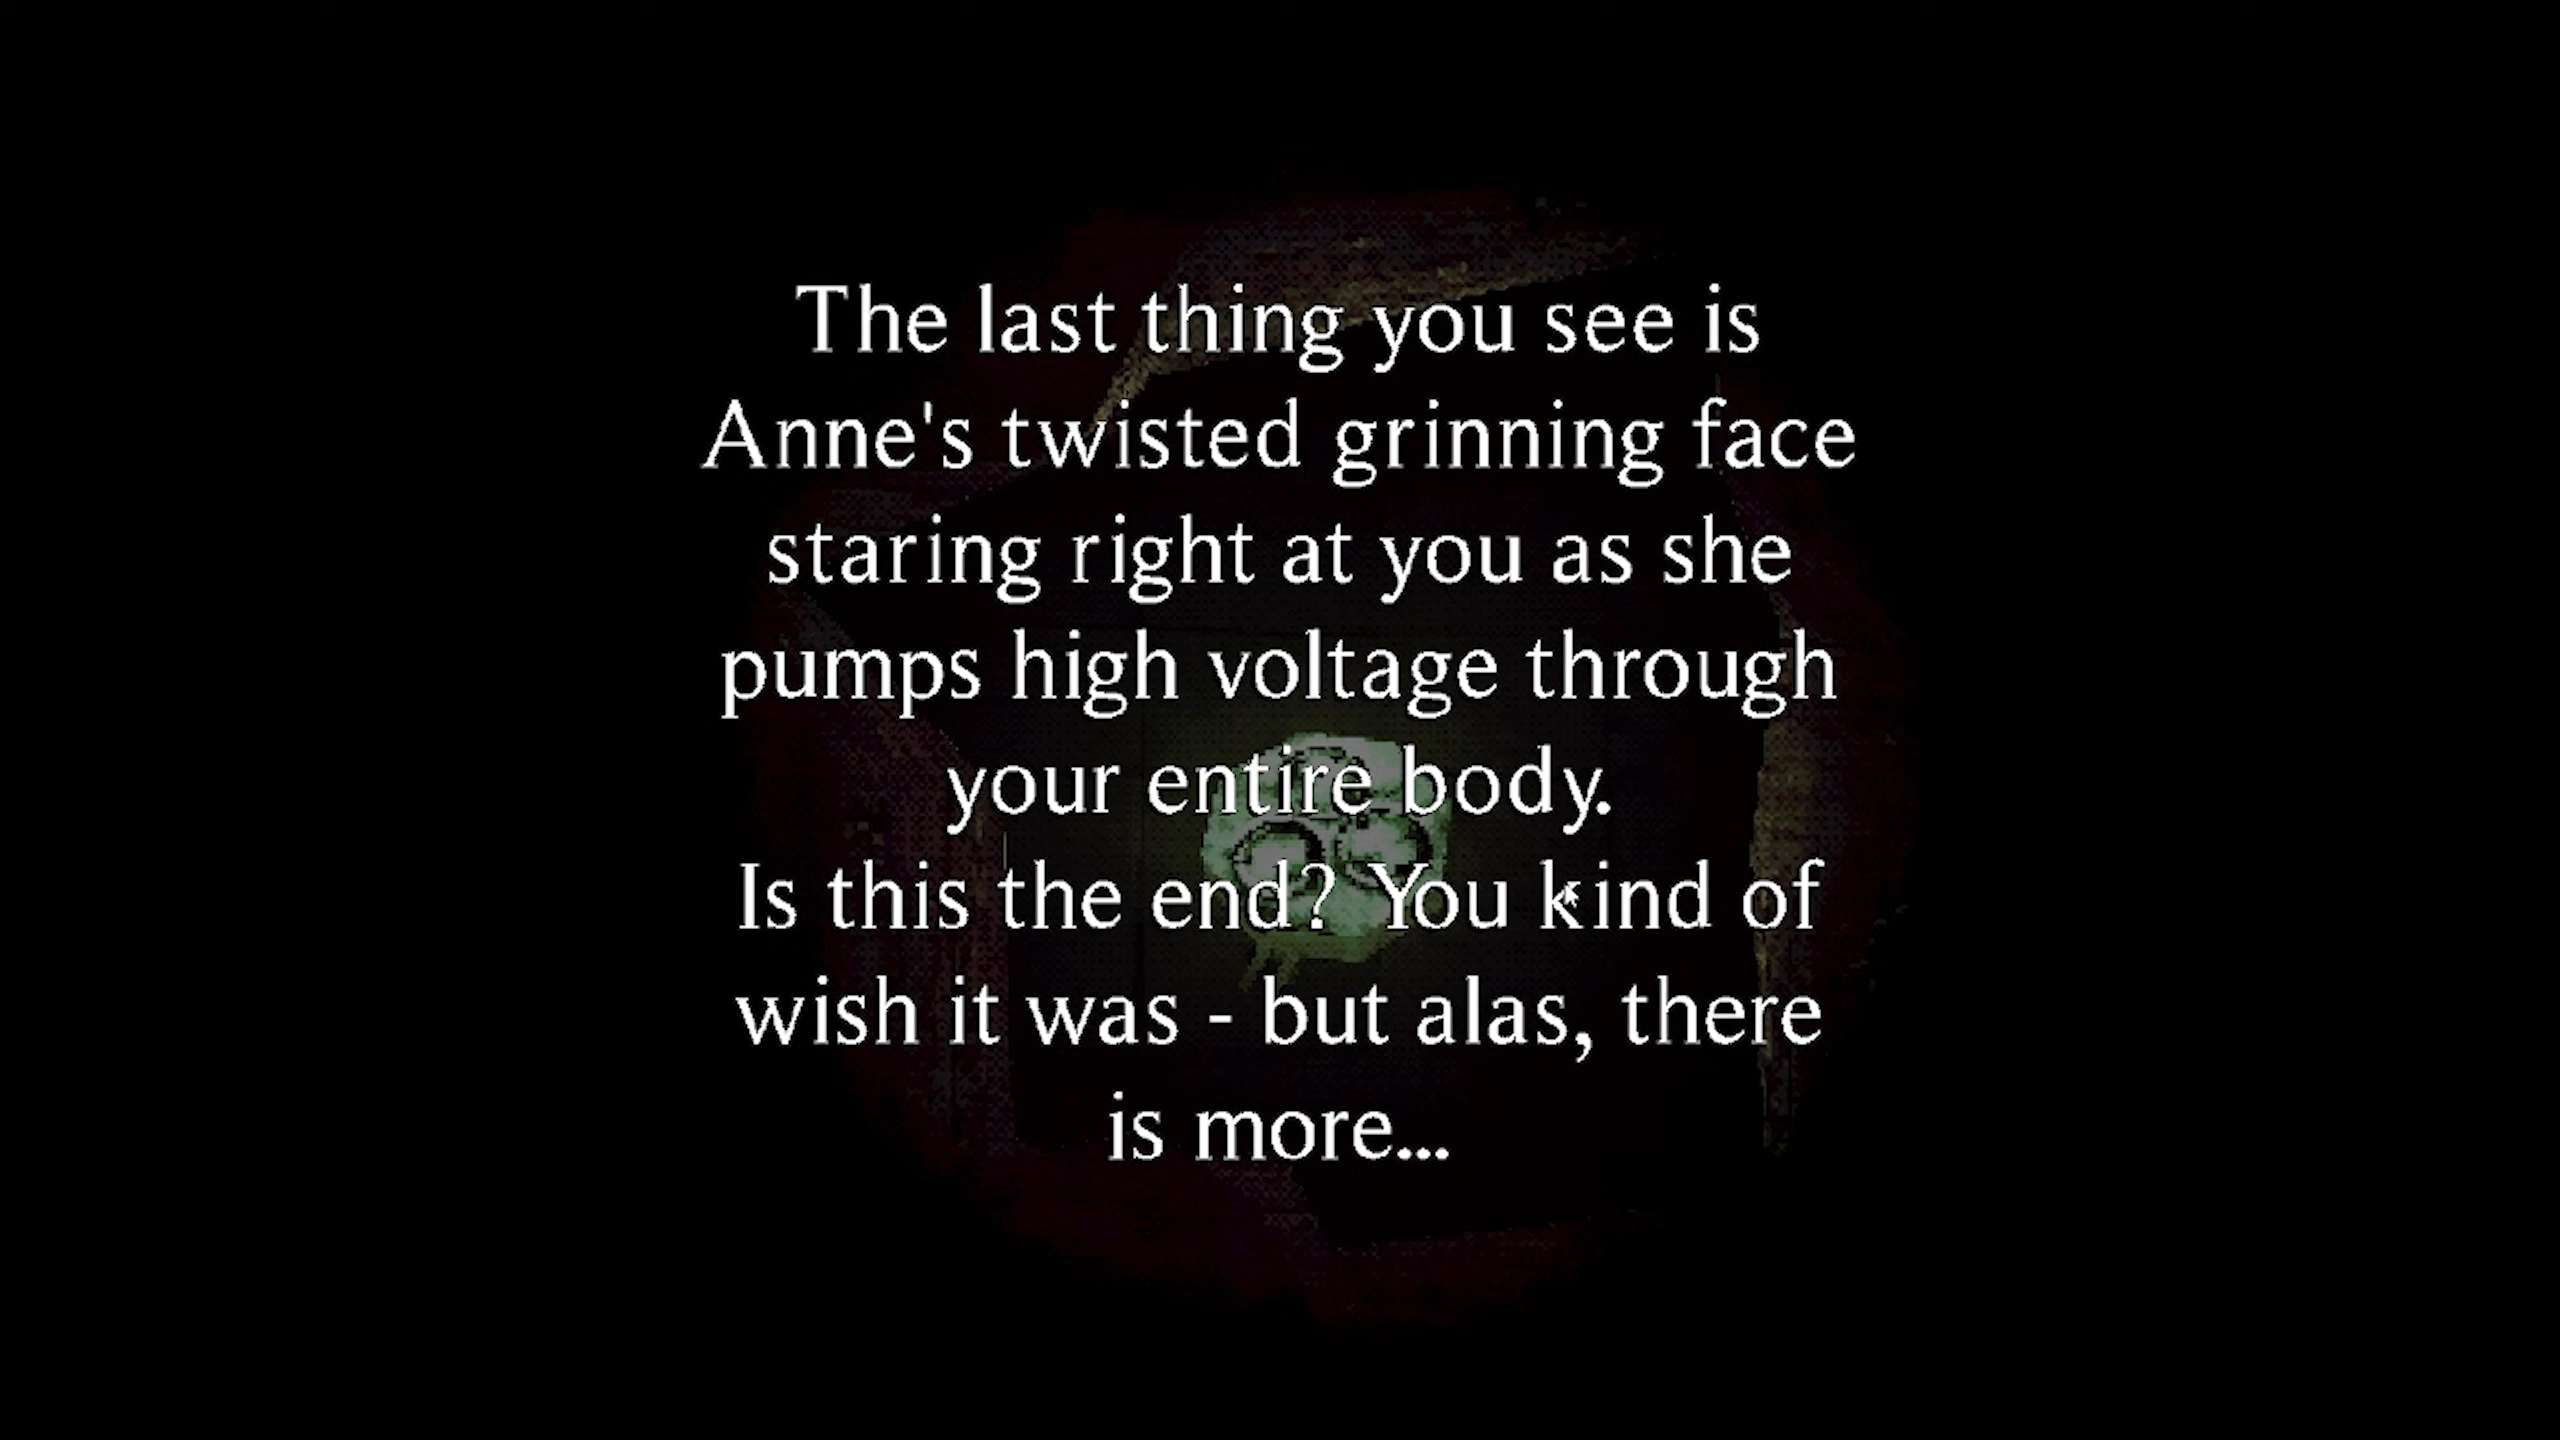 The last thing you see is
Anne's twisted grinning face
staring right at you as she
pumps high voltage through
your entire body.
Is this the end? You kind of
wish it was - but alas, there
is more...